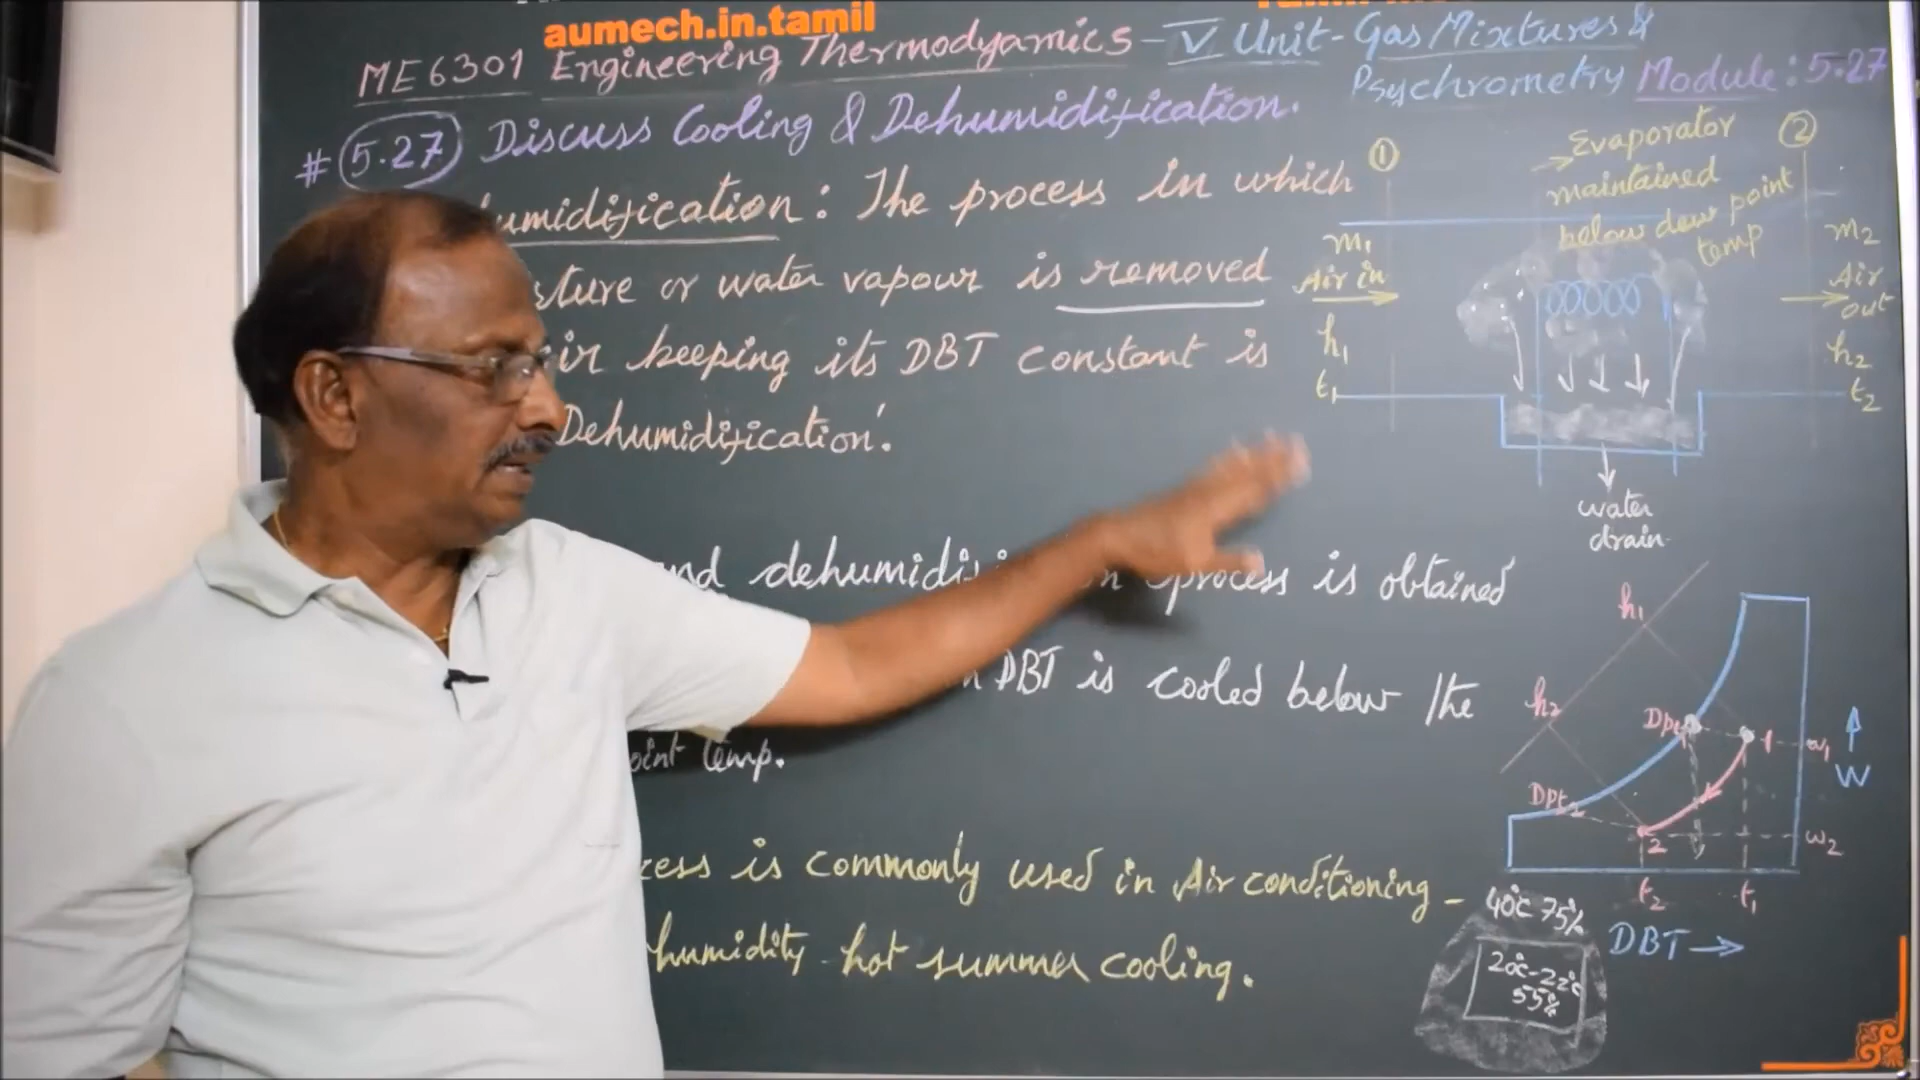 aumech.in.tamil
ME6301 Engineering Thermodyamics - V Unit - Gas Mixtures &
Psychrometry Module: 5.27
# 5.27 Discuss Cooling & Dehumidification.
umidification: The process in which
sture or water vapour is removed
ir keeping its DBT constant is
Dehumidification'.
nd dehumidi n process is obtained
DBT is cooled below the
oint temp.
cess is commonly used in Air conditioning -
humidity - hot summer cooling.
1
2
→ Evaporator
maintained
below dew point
temp
m1
Air in
h1
t1
m2
Air
out
h2
t2
water
drain.
h1
h2
Dpt1
1
ω1
W
Dpt2
2
ω2
t2
t1
DBT →
40°C 75%
20°C-22°C
55%